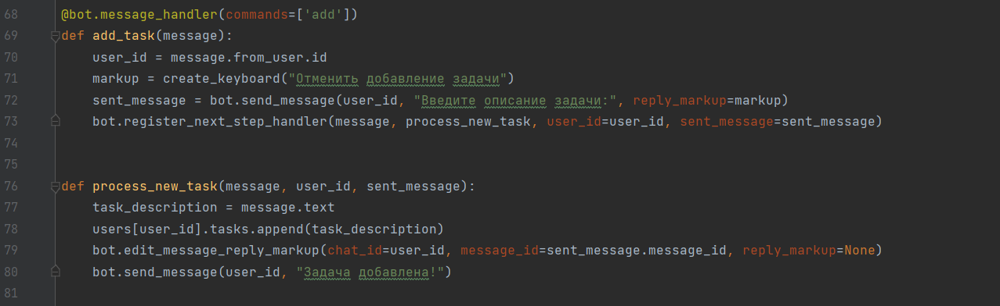 68 @bot.message_handler(commands=['add'])
69 def add_task(message):
70     user_id = message.from_user.id
71     markup = create_keyboard("Отменить добавление задачи")
72     sent_message = bot.send_message(user_id, "Введите описание задачи:", reply_markup=markup)
73     bot.register_next_step_handler(message, process_new_task, user_id=user_id, sent_message=sent_message)
74
75
76 def process_new_task(message, user_id, sent_message):
77     task_description = message.text
78     users[user_id].tasks.append(task_description)
79     bot.edit_message_reply_markup(chat_id=user_id, message_id=sent_message.message_id, reply_markup=None)
80     bot.send_message(user_id, "Задача добавлена!")
81